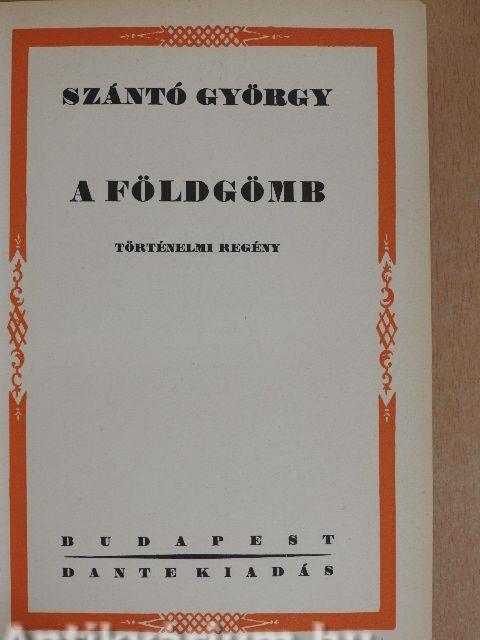 SZÁNTÓ GYÖRGY
A FÖLDGÖMB
TÖRTÉNELMI REGÉNY
BUDAPEST
DANTE KIADÁS